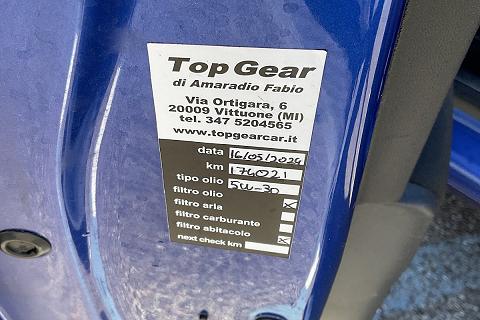 Top Gear
di Amaradio Fabio
Via Ortigara, 6
20009 Vittuone (MI)
tel. 347 5204565
www.topgearcar.it
data 16/05/2024
km 174021
tipo olio 5W-30
filtro olio
filtro aria
filtro carburante
filtro abitacolo
next check km